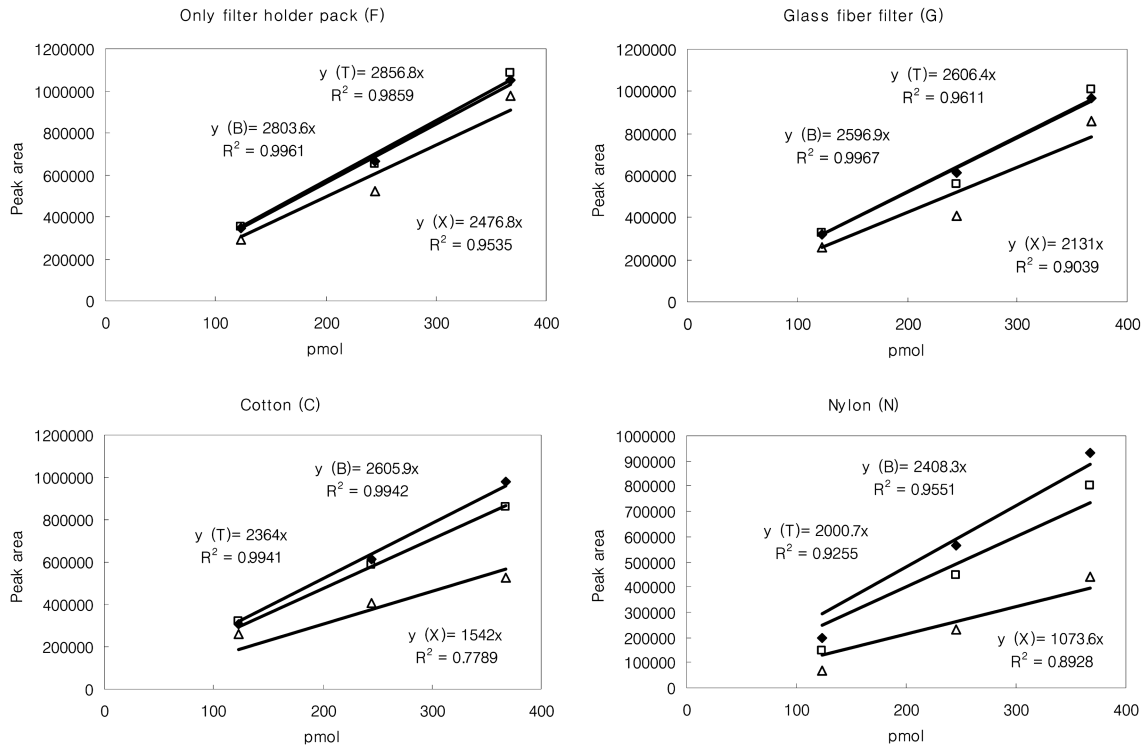 Only filter holder pack (F)
1200000
1000000
800000
600000
400000
200000
0
0 100 200 300 400
Peak area
pmol
y (T)= 2856.8x
R² = 0.9859
y (B)= 2803.6x
R² = 0.9961
y (X)= 2476.8x
R² = 0.9535
Glass fiber filter (G)
1200000
1000000
800000
600000
400000
200000
0
0 100 200 300 400
Peak area
pmol
y (T)= 2606.4x
R² = 0.9611
y (B)= 2596.9x
R² = 0.9967
y (X)= 2131x
R² = 0.9039
Cotton (C)
1200000
1000000
800000
600000
400000
200000
0
0 100 200 300 400
Peak area
pmol
y (B)= 2605.9x
R² = 0.9942
y (T)= 2364x
R² = 0.9941
y (X)= 1542x
R² = 0.7789
Nylon (N)
1000000
900000
800000
700000
600000
500000
400000
300000
200000
100000
0
0 100 200 300 400
Peak area
pmol
y (B)= 2408.3x
R² = 0.9551
y (T)= 2000.7x
R² = 0.9255
y (X)= 1073.6x
R² = 0.8928